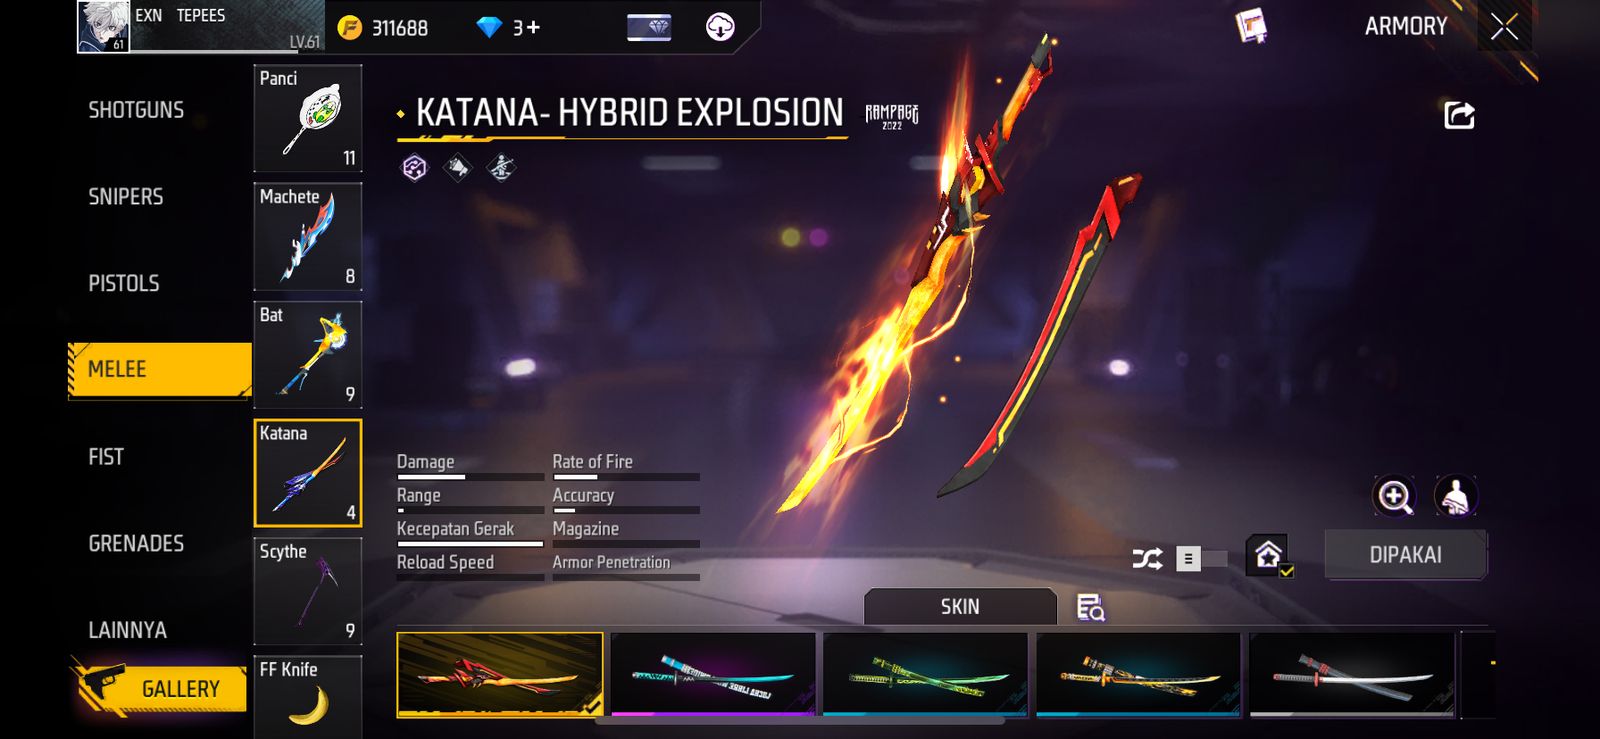 EXN TEPEES
61
LV.61
311688
3+
ARMORY
SHOTGUNS
SNIPERS
PISTOLS
MELEE
FIST
GRENADES
LAINNYA
GALLERY
Panci
11
Machete
8
Bat
9
Katana
4
Scythe
9
FF Knife
KATANA- HYBRID EXPLOSION
RAMPAGE
2022
Damage
Rate of Fire
Range
Accuracy
Kecepatan Gerak
Magazine
Reload Speed
Armor Penetration
DIPAKAI
SKIN